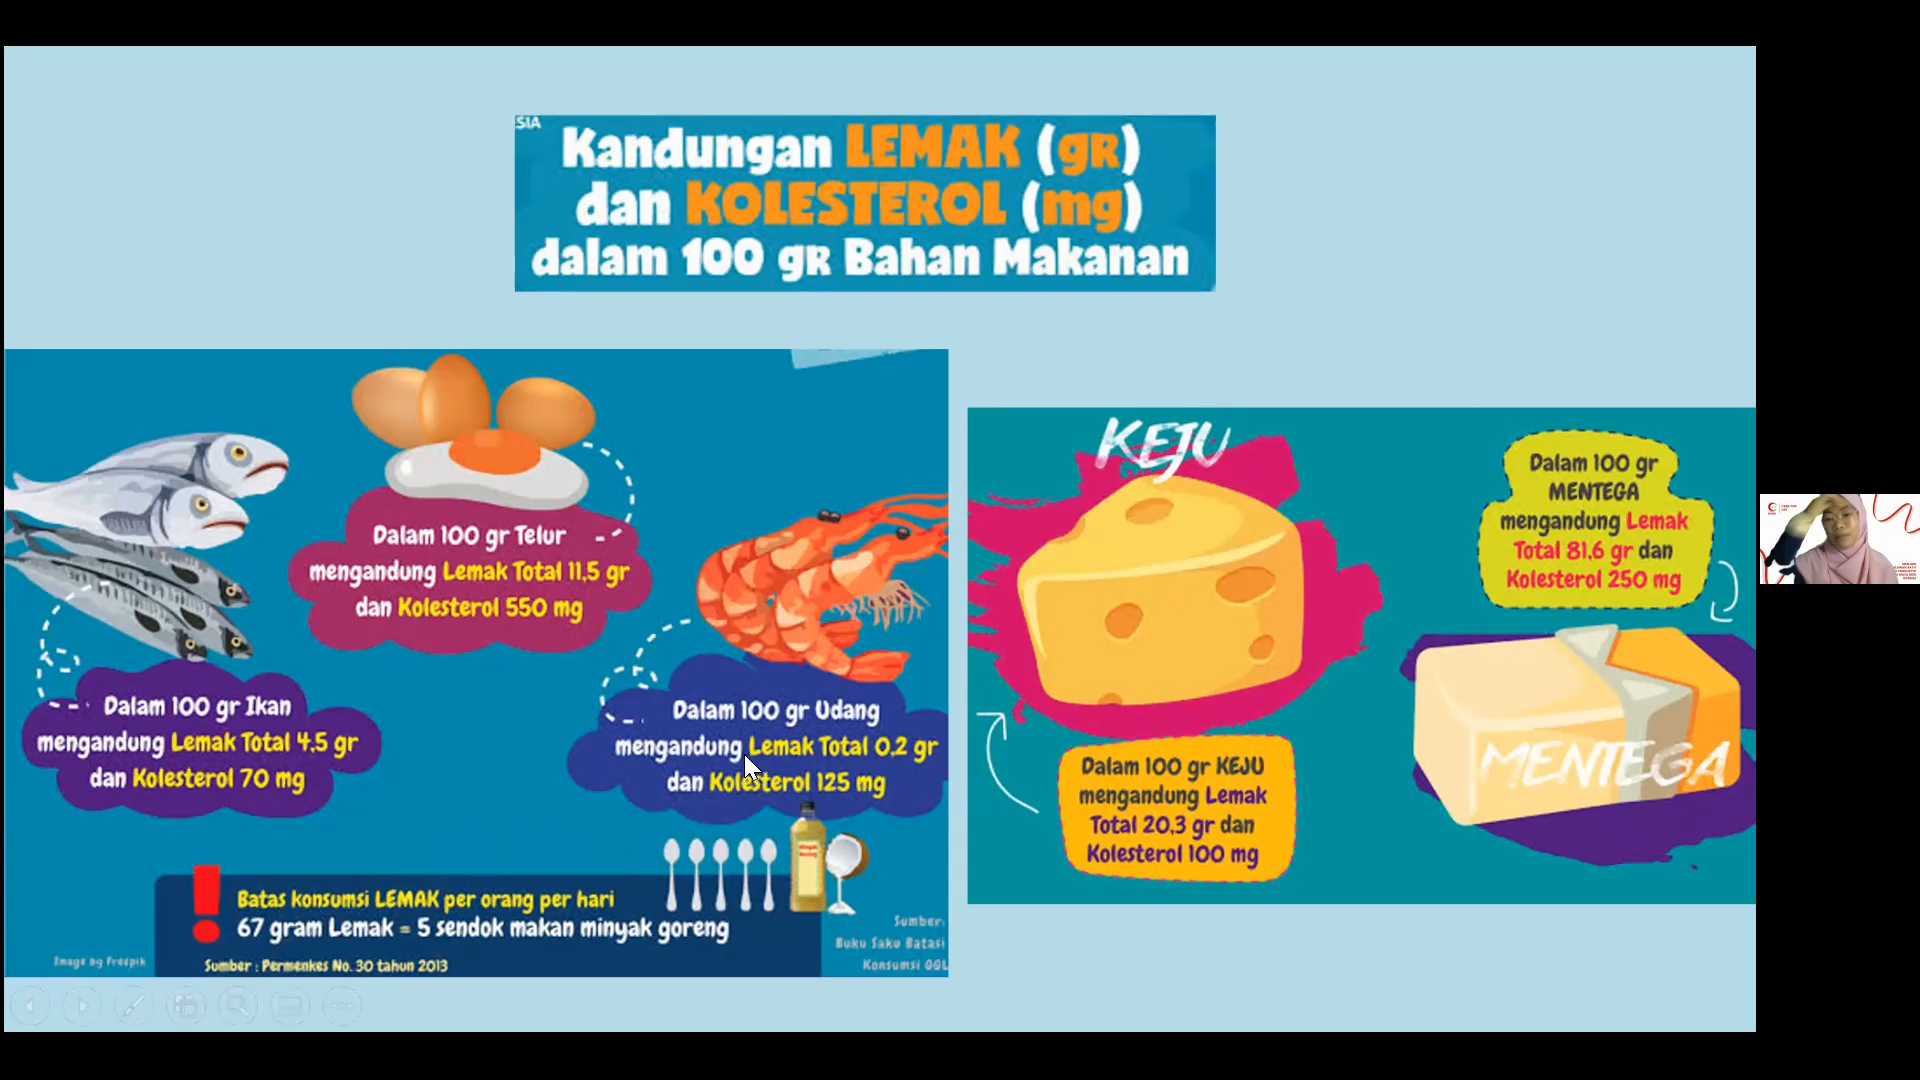 SIA
Kandungan LEMAK (gR)
dan KOLESTEROL (mg)
dalam 100 gR Bahan Makanan
Dalam 100 gr Telur
mengandung Lemak Total 11,5 gr
dan Kolesterol 550 mg
Dalam 100 gr Ikan
mengandung Lemak Total 4,5 gr
dan Kolesterol 70 mg
Dalam 100 gr Udang
mengandung Lemak Total 0,2 gr
dan Kolesterol 125 mg
! Batas konsumsi LEMAK per orang per hari
67 gram Lemak = 5 sendok makan minyak goreng
Sumber : Permenkes No. 30 tahun 2013
Image by Freepik
Sumber:
Buku Saku Batasi
Konsumsi GGL
KEJU
Dalam 100 gr KEJU
mengandung Lemak
Total 20,3 gr dan
Kolesterol 100 mg
Dalam 100 gr
MENTEGA
mengandung Lemak
Total 81,6 gr dan
Kolesterol 250 mg
MENTEGA